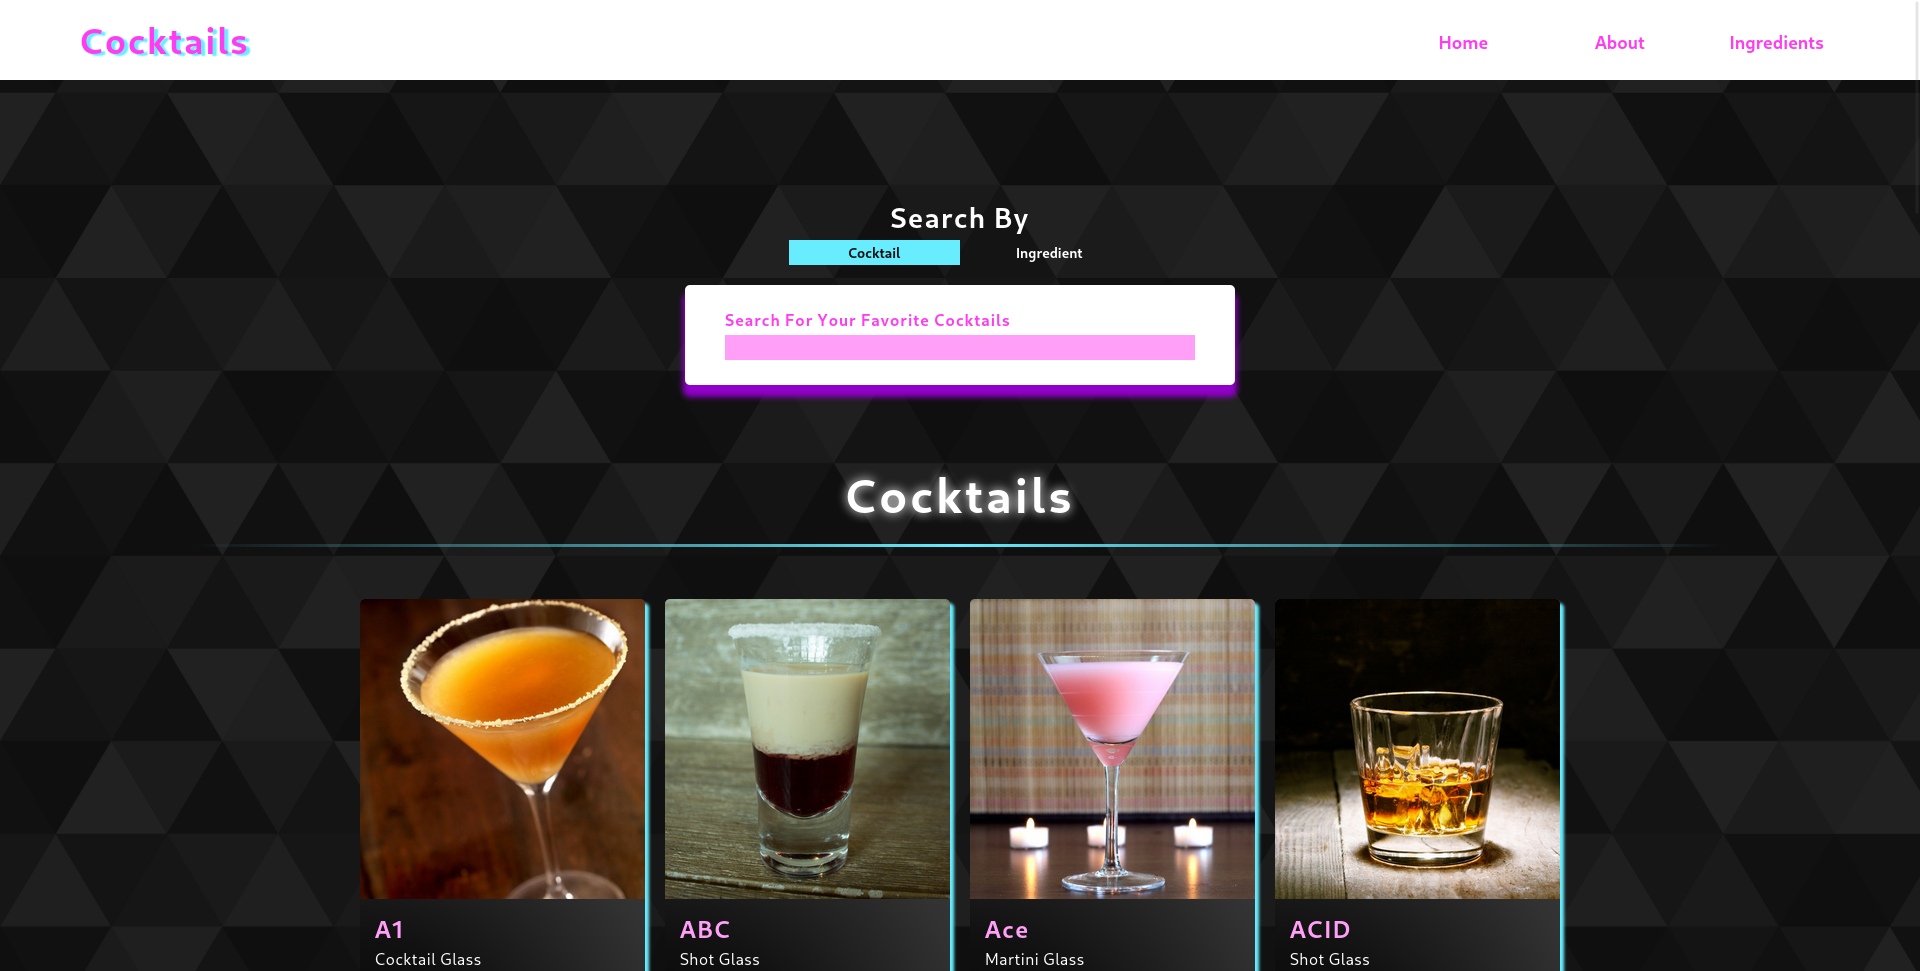 Cocktails
Home About Ingredients
Search By
Cocktail Ingredient
Search For Your Favorite Cocktails
Cocktails
A1
Cocktail Glass
ABC
Shot Glass
Ace
Martini Glass
ACID
Shot Glass